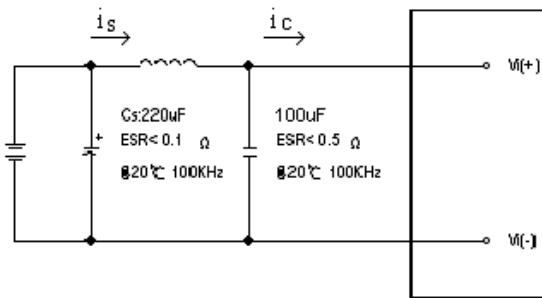 is
ic
Vi(+)
Cs:220uF
ESR<0.1 Ω
@20℃ 100KHz
100uF
ESR<0.5 Ω
@20℃ 100KHz
Vi(-)